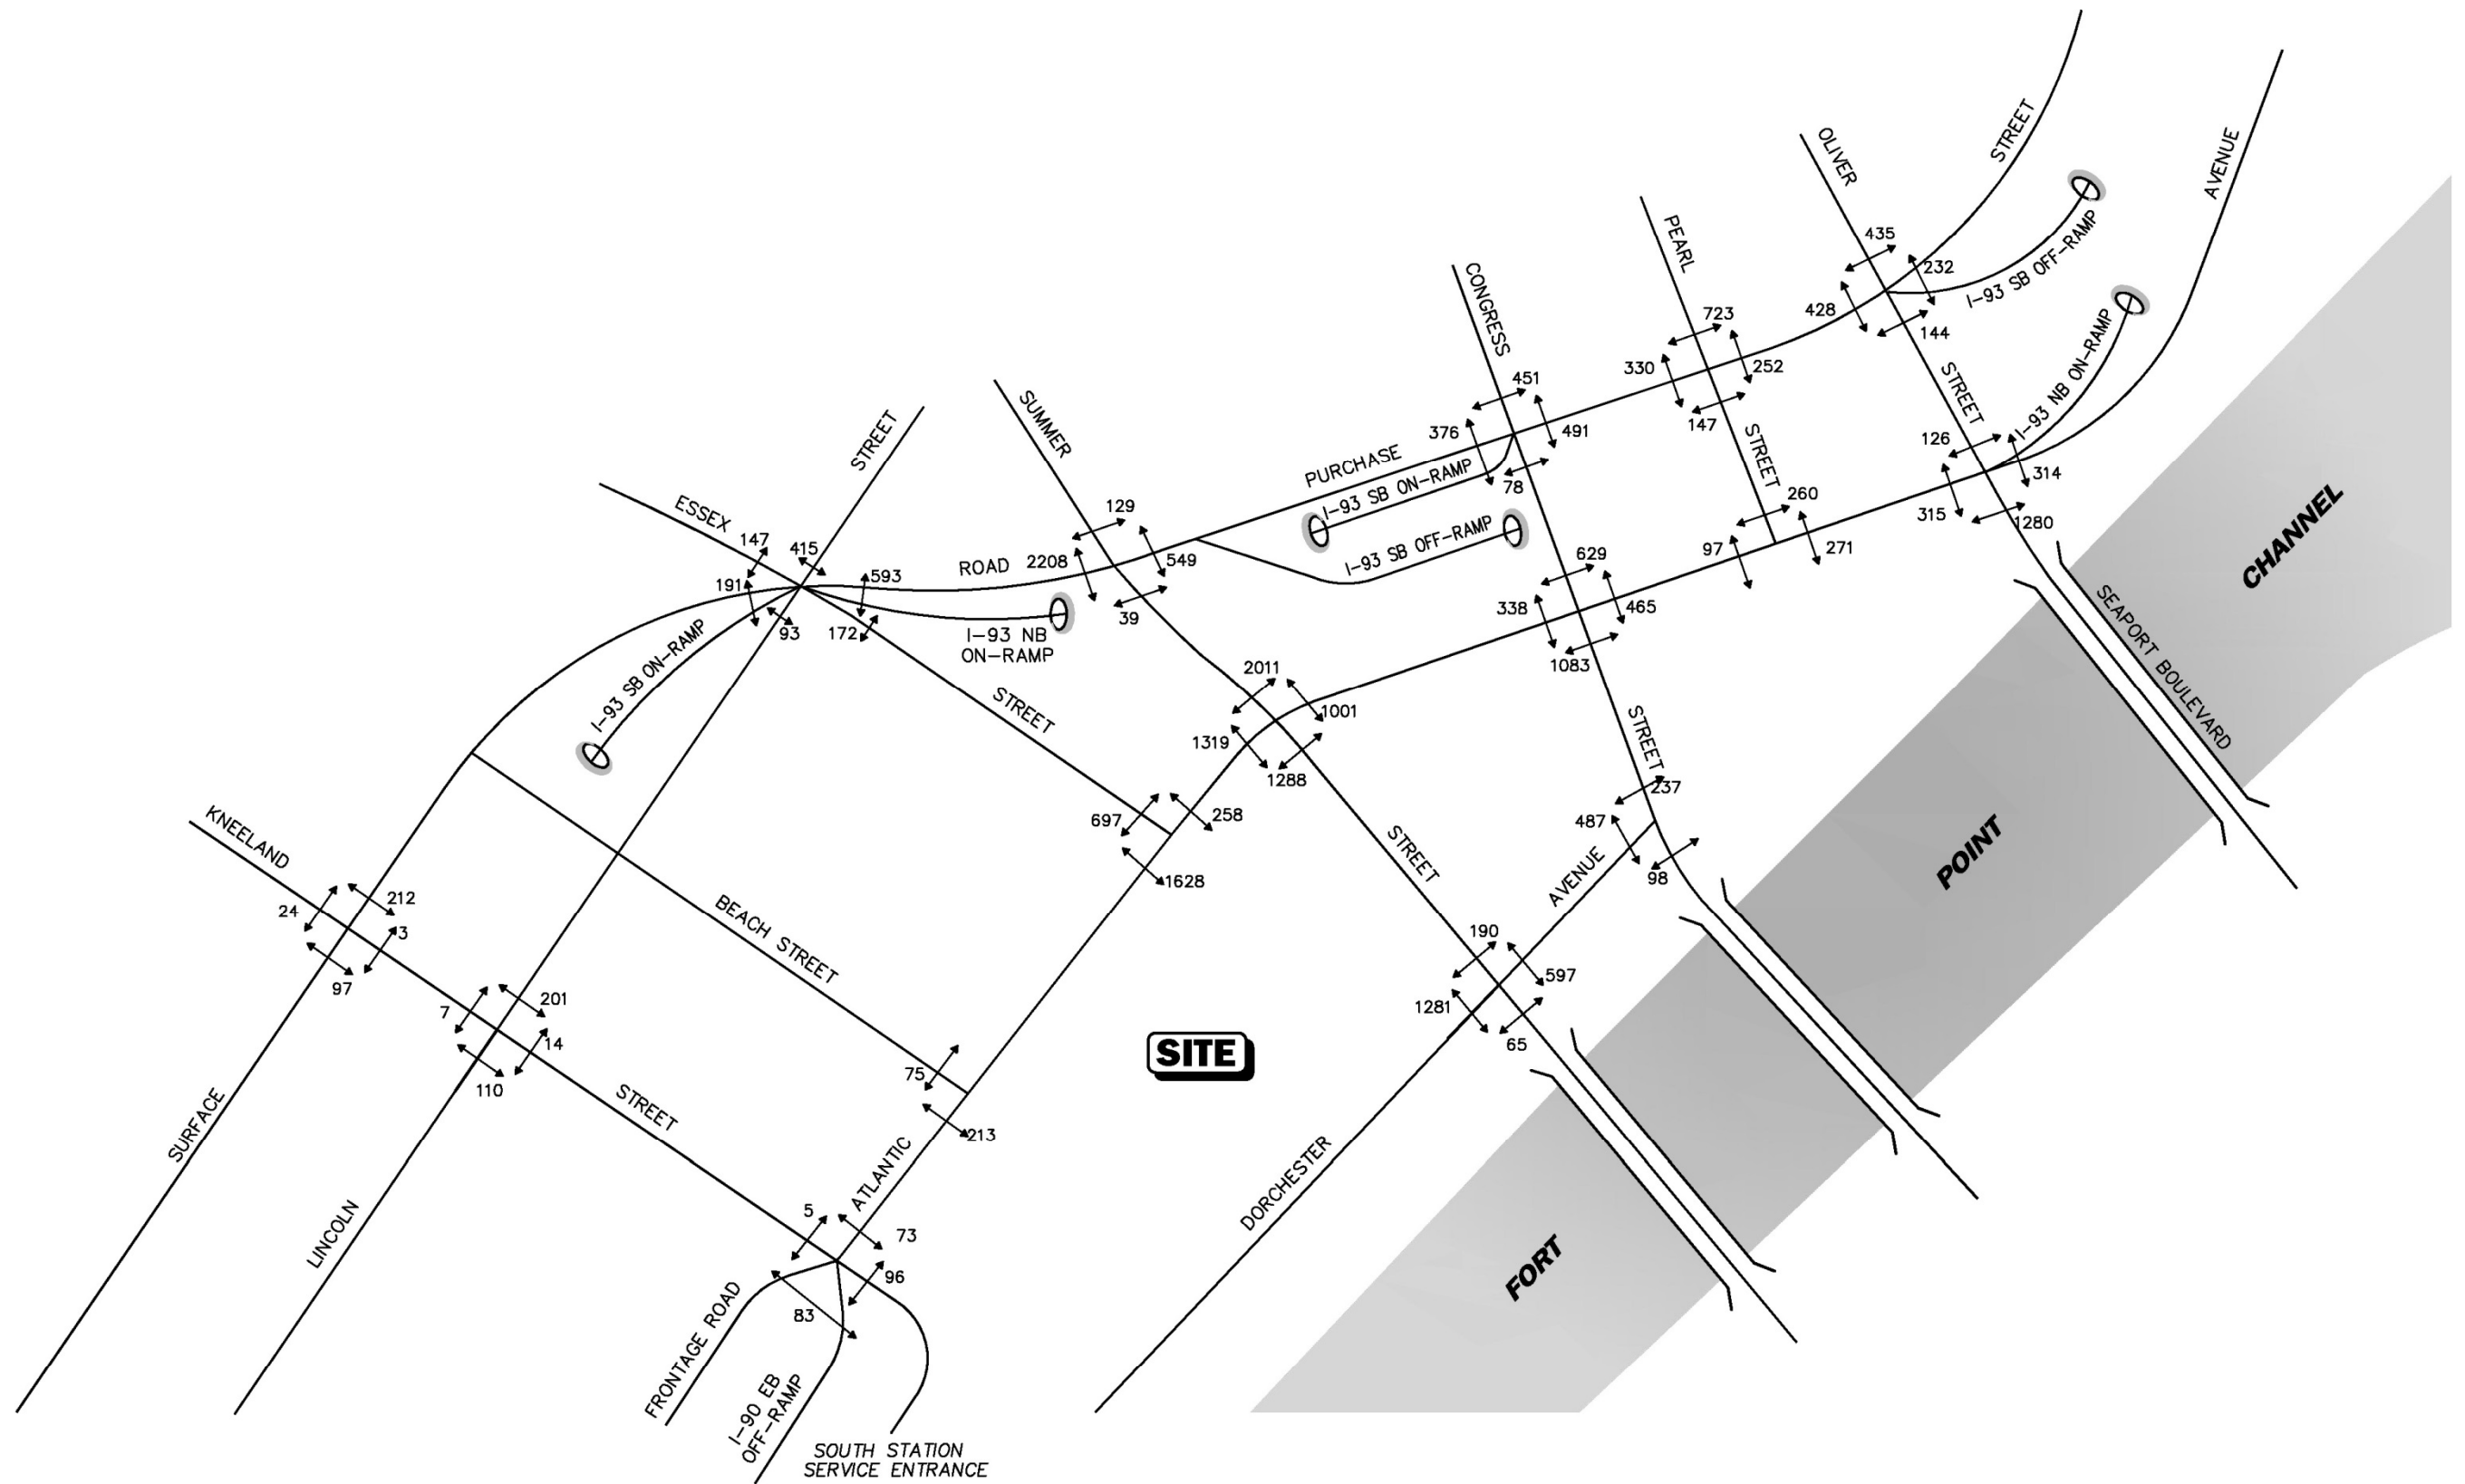 STREET
AVENUE
OLIVER
435
232
I-93 SB OFF-RAMP
428
144
PEARL
723
330
252
147
CONGRESS
451
376
491
78
STREET
I-93 NB ON-RAMP
126
314
315
1280
STREET
260
97
271
CHANNEL
SEAPORT BOULEVARD
SUMMER
STREET
ESSEX
147
415
191
593
93
172
ROAD
2208
129
549
39
PURCHASE
I-93 SB ON-RAMP
I-93 SB OFF-RAMP
I-93 NB
ON-RAMP
I-93 SB ON-RAMP
629
338
465
1083
2011
1001
1319
1288
STREET
STREET
237
487
98
POINT
697
258
1628
STREET
AVENUE
KNEELAND
212
24
3
97
BEACH STREET
190
597
1281
65
7
201
14
110
SITE
75
213
STREET
SURFACE
LINCOLN
ATLANTIC
DORCHESTER
5
73
96
83
FORT
FRONTAGE ROAD
I-90 EB
OFF-RAMP
SOUTH STATION
SERVICE ENTRANCE